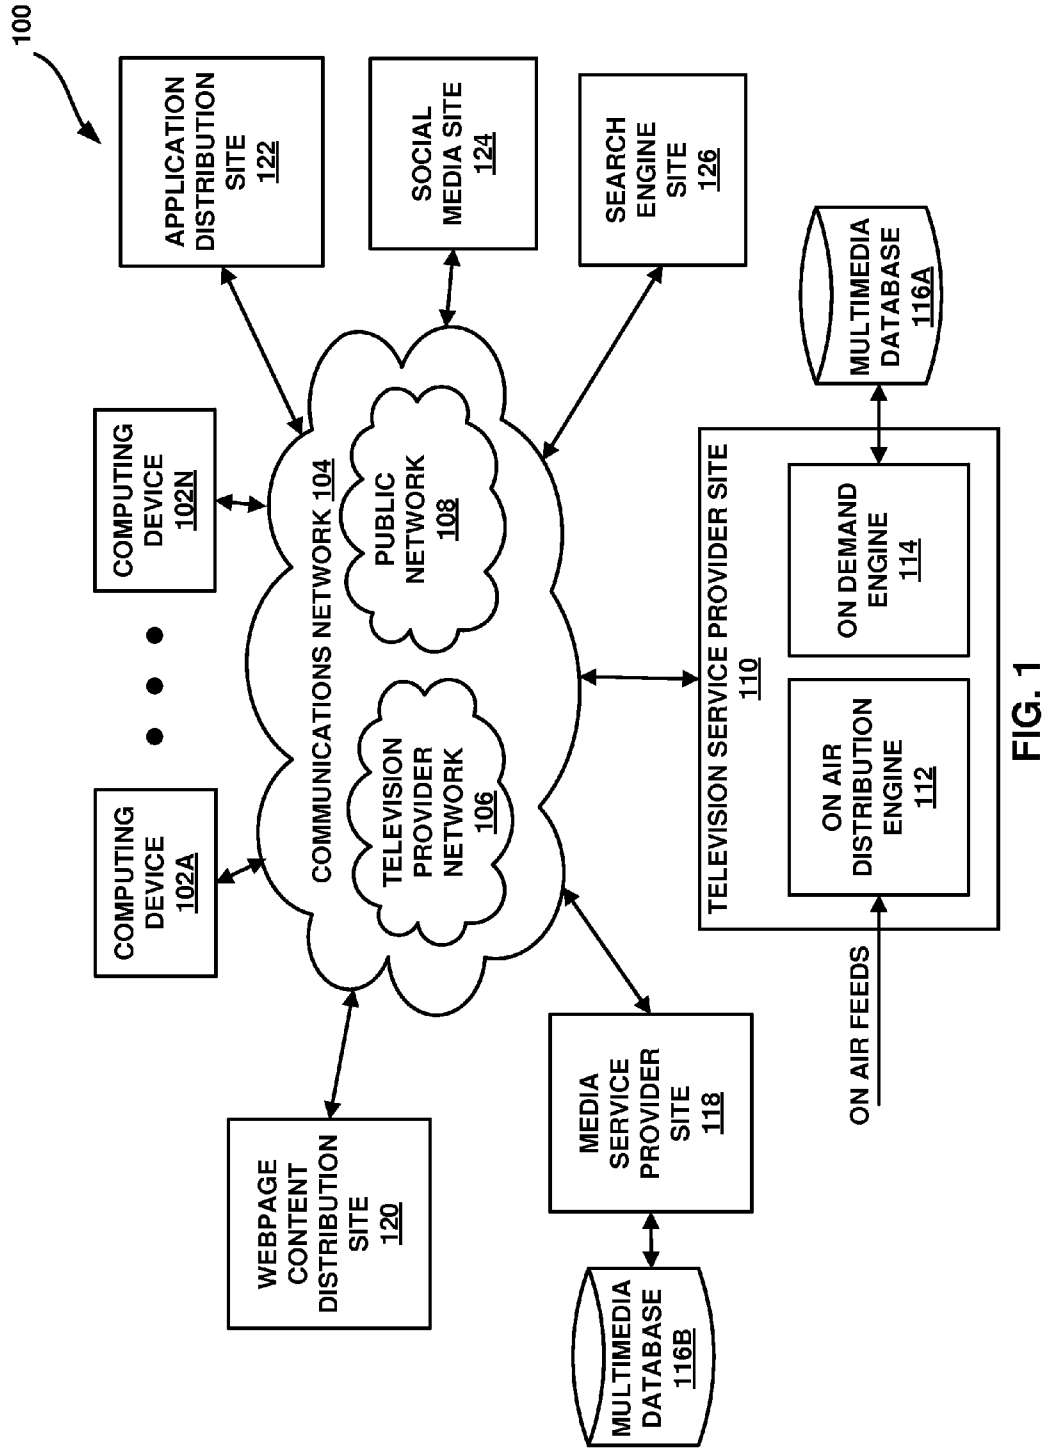 100
COMPUTING
DEVICE
102A
COMPUTING
DEVICE
102N
APPLICATION
DISTRIBUTION
SITE
122
WEBPAGE
CONTENT
DISTRIBUTION
SITE
120
COMMUNICATIONS NETWORK 104
TELEVISION
PROVIDER
NETWORK
106
PUBLIC
NETWORK
108
SOCIAL
MEDIA SITE
124
SEARCH
ENGINE
SITE
126
MEDIA
SERVICE
PROVIDER
SITE
118
MULTIMEDIA
DATABASE
116B
TELEVISION SERVICE PROVIDER SITE
110
ON AIR
DISTRIBUTION
ENGINE
112
ON DEMAND
ENGINE
114
MULTIMEDIA
DATABASE
116A
ON AIR FEEDS
FIG. 1